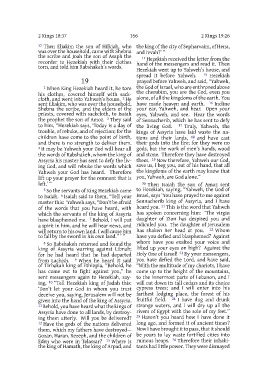 2 Kings 18:37
356
2 Kings 19:26
37 Then Eliakim the son of Hilkiah, who
was over the household, came with Shebna
the scribe and Joah the son of Asaph the
recorder to Hezekiah with their clothes
torn, and told him Rabshakeh's words.
19
1 When King Hezekiah heard it, he tore
his clothes, covered himself with sack-
cloth, and went into Yahweh's house. 2 He
sent Eliakim, who was over the household,
Shebna the scribe, and the elders of the
priests, covered with sackcloth, to Isaiah
the prophet the son of Amoz. 3 They said
to him, "Hezekiah says, 'Today is a day of
trouble, of rebuke, and of rejection; for the
children have come to the point of birth,
and there is no strength to deliver them.
4 It may be Yahweh your God will hear all
the words of Rabshakeh, whom the king of
Assyria his master has sent to defy the liv-
ing God, and will rebuke the words which
Yahweh your God has heard. Therefore
lift up your prayer for the remnant that is
left.'"
5 So the servants of King Hezekiah came
to Isaiah. 6 Isaiah said to them, "Tell your
master this: 'Yahweh says, "Don't be afraid
of the words that you have heard, with
which the servants of the king of Assyria
have blasphemed me. 7 Behold, I will put
a spirit in him, and he will hear news, and
will return to his own land. I will cause him
to fall by the sword in his own land."'"
8 So Rabshakeh returned and found the
king of Assyria warring against Libnah;
for he had heard that he had departed
from Lachish. 9 When he heard it said
of Tirhakah king of Ethiopia, "Behold, he
has come out to fight against you," he
sent messengers again to Hezekiah, say-
ing, 10 "Tell Hezekiah king of Judah this:
'Don't let your God in whom you trust
deceive you, saying, Jerusalem will not be
given into the hand of the king of Assyria.
11 Behold, you have heard what the kings of
Assyria have done to all lands, by destroy-
ing them utterly. Will you be delivered?
12 Have the gods of the nations delivered
them, which my fathers have destroyed—
Gozan, Haran, Rezeph, and the children of
Eden who were in Telassar? 13 Where is
the king of Hamath, the king of Arpad, and
the king of the city of Sepharvaim, of Hena,
and Ivvah?'"
14 Hezekiah received the letter from the
hand of the messengers and read it. Then
Hezekiah went up to Yahweh's house, and
spread it before Yahweh. 15 Hezekiah
prayed before Yahweh, and said, "Yahweh,
the God of Israel, who are enthroned above
the cherubim, you are the God, even you
alone, of all the kingdoms of the earth. You
have made heaven and earth. 16 Incline
your ear, Yahweh, and hear. Open your
eyes, Yahweh, and see. Hear the words
of Sennacherib, which he has sent to defy
the living God. 17 Truly, Yahweh, the
kings of Assyria have laid waste the na-
tions and their lands, 18 and have cast
their gods into the fire; for they were no
gods, but the work of men's hands, wood
and stone. Therefore they have destroyed
them. 19 Now therefore, Yahweh our God,
save us, I beg you, out of his hand, that all
the kingdoms of the earth may know that
you, Yahweh, are God alone."
20 Then Isaiah the son of Amoz sent
to Hezekiah, saying, "Yahweh, the God of
Israel, says 'You have prayed to me against
Sennacherib king of Assyria, and I have
heard you. 21 This is the word that Yahweh
has spoken concerning him: 'The virgin
daughter of Zion has despised you and
ridiculed you. The daughter of Jerusalem
has shaken her head at you. 22 Whom
have you defied and blasphemed? Against
whom have you exalted your voice and
lifted up your eyes on high? Against the
Holy One of Israel! 23 By your messengers,
you have defied the Lord, and have said,
"With the multitude of my chariots, I have
come up to the height of the mountains,
to the innermost parts of Lebanon, and I
will cut down its tall cedars and its choice
cypress trees; and I will enter into his
farthest lodging place, the forest of his
fruitful field. 24 I have dug and drunk
strange waters, and I will dry up all the
rivers of Egypt with the sole of my feet."
25 Haven't you heard how I have done it
long ago, and formed it of ancient times?
Now I have brought it to pass, that it should
be yours to lay waste fortified cities into
ruinous heaps. 26 Therefore their inhabi-
tants had little power. They were dismayed